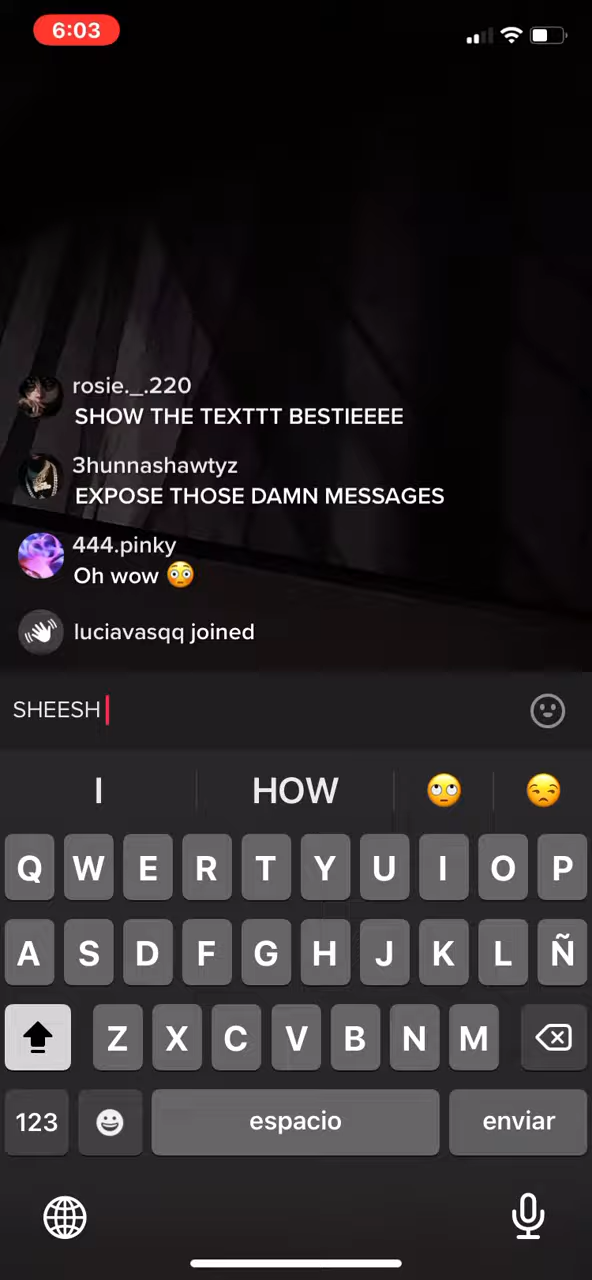 6:03
rosie._.220
SHOW THE TEXTTT BESTIEEEE
3hunnashawtyz
EXPOSE THOSE DAMN MESSAGES
444.pinky
Oh wow 😳
luciavasqq joined
SHEESH
I HOW 🙄 😒
Q W E R T Y U I O P
A S D F G H J K L Ñ
Z X C V B N M
123 espacio enviar